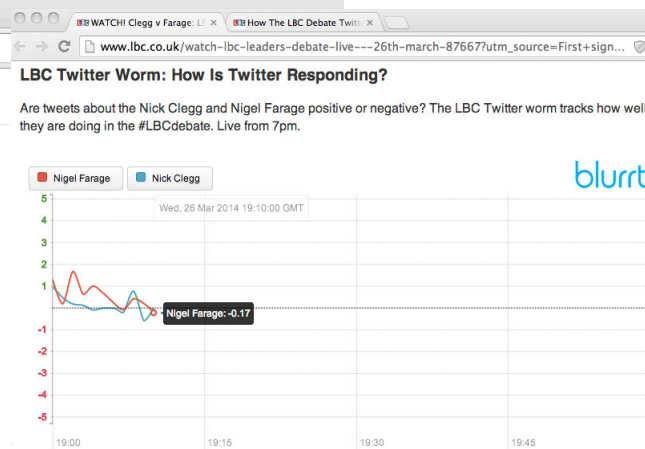 WATCH! Clegg v Farage: L
How The LBC Debate Twitt
www.lbc.co.uk/watch-lbc-leaders-debate-live---26th-march-87667?utm_source=First+sign...
LBC Twitter Worm: How Is Twitter Responding?
Are tweets about the Nick Clegg and Nigel Farage positive or negative? The LBC Twitter worm tracks how well
they are doing in the #LBCdebate. Live from 7pm.
Nigel Farage
Nick Clegg
blurrt
Wed, 26 Mar 2014 19:10:00 GMT
5
4
3
2
1
Nigel Farage: -0.17
-1
-2
-3
-4
-5
19:00
19:15
19:30
19:45